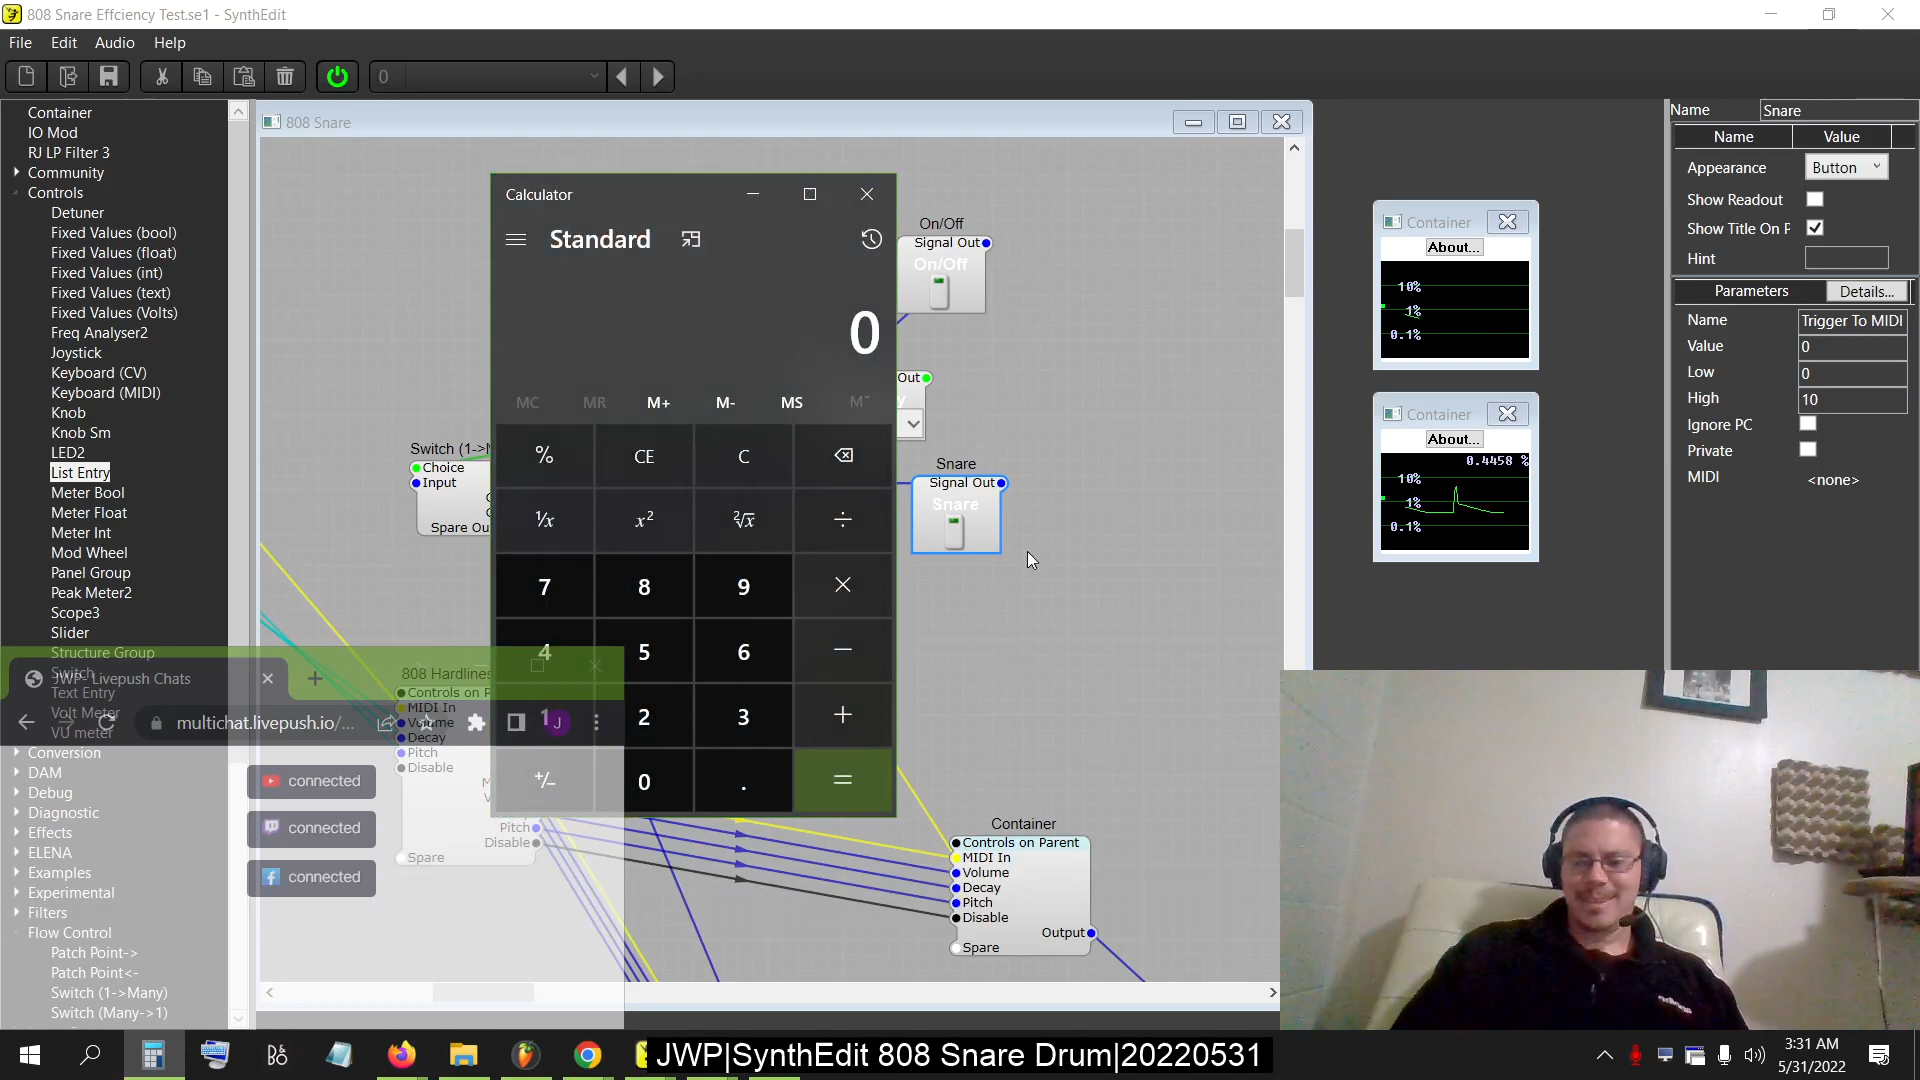 808 Snare Effciency Test.se1 - SynthEdit
File Edit Audio Help
0
Container
IO Mod
RJ LP Filter 3
Community
Controls
Detuner
Fixed Values (bool)
Fixed Values (float)
Fixed Values (int)
Fixed Values (text)
Fixed Values (Volts)
Freq Analyser2
Joystick
Keyboard (CV)
Keyboard (MIDI)
Knob
Knob Sm
LED2
List Entry
Meter Bool
Meter Float
Meter Int
Mod Wheel
Panel Group
Peak Meter2
Scope3
Slider
Structure Group
Switch
Text Entry
Volt Meter
VU meter
Conversion
DAM
Debug
Diagnostic
Effects
ELENA
Examples
Experimental
Filters
Flow Control
Patch Point->
Patch Point<-
Switch (1->Many)
Switch (Many->1)
808 Snare
Calculator
Standard
0
MC MR M+ M- MS M
% CE C
⅟x x² ²√x ÷
7 8 9 ×
4 5 6 −
1 2 3 +
+/− 0 . =
On/Off
Signal Out
On/Off
Out
y
Switch (1->M
Choice
Input
Spare Ou
Snare
Signal Out
Snare
808 Hardlines
Controls on P
MIDI In
Volume
Decay
Pitch
Disable
Pitch
Disable
Spare
Container
Controls on Parent
MIDI In
Volume
Decay
Pitch
Disable
Output
Spare
JWP- Livepush Chats
multichat.livepush.io/...
J
connected
connected
connected
Container
About...
10%
1%
0.1%
Container
About...
0.4458 %
10%
1%
0.1%
Name Snare
Name Value
Appearance Button
Show Readout
Show Title On P
Hint
Parameters Details...
Name Trigger To MIDI
Value 0
Low 0
High 10
Ignore PC
Private
MIDI <none>
JWP|SynthEdit 808 Snare Drum|20220531
3:31 AM
5/31/2022